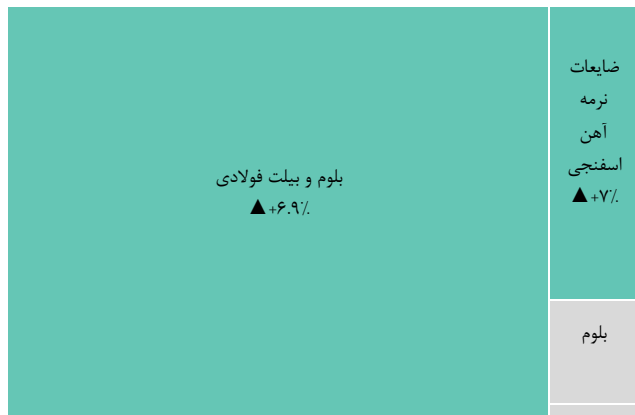 ضایعات
نرمه
آهن
اسفنجی
▲+۷٪
بلوم و بیلت فولادی
▲+۶.۹٪
بلوم